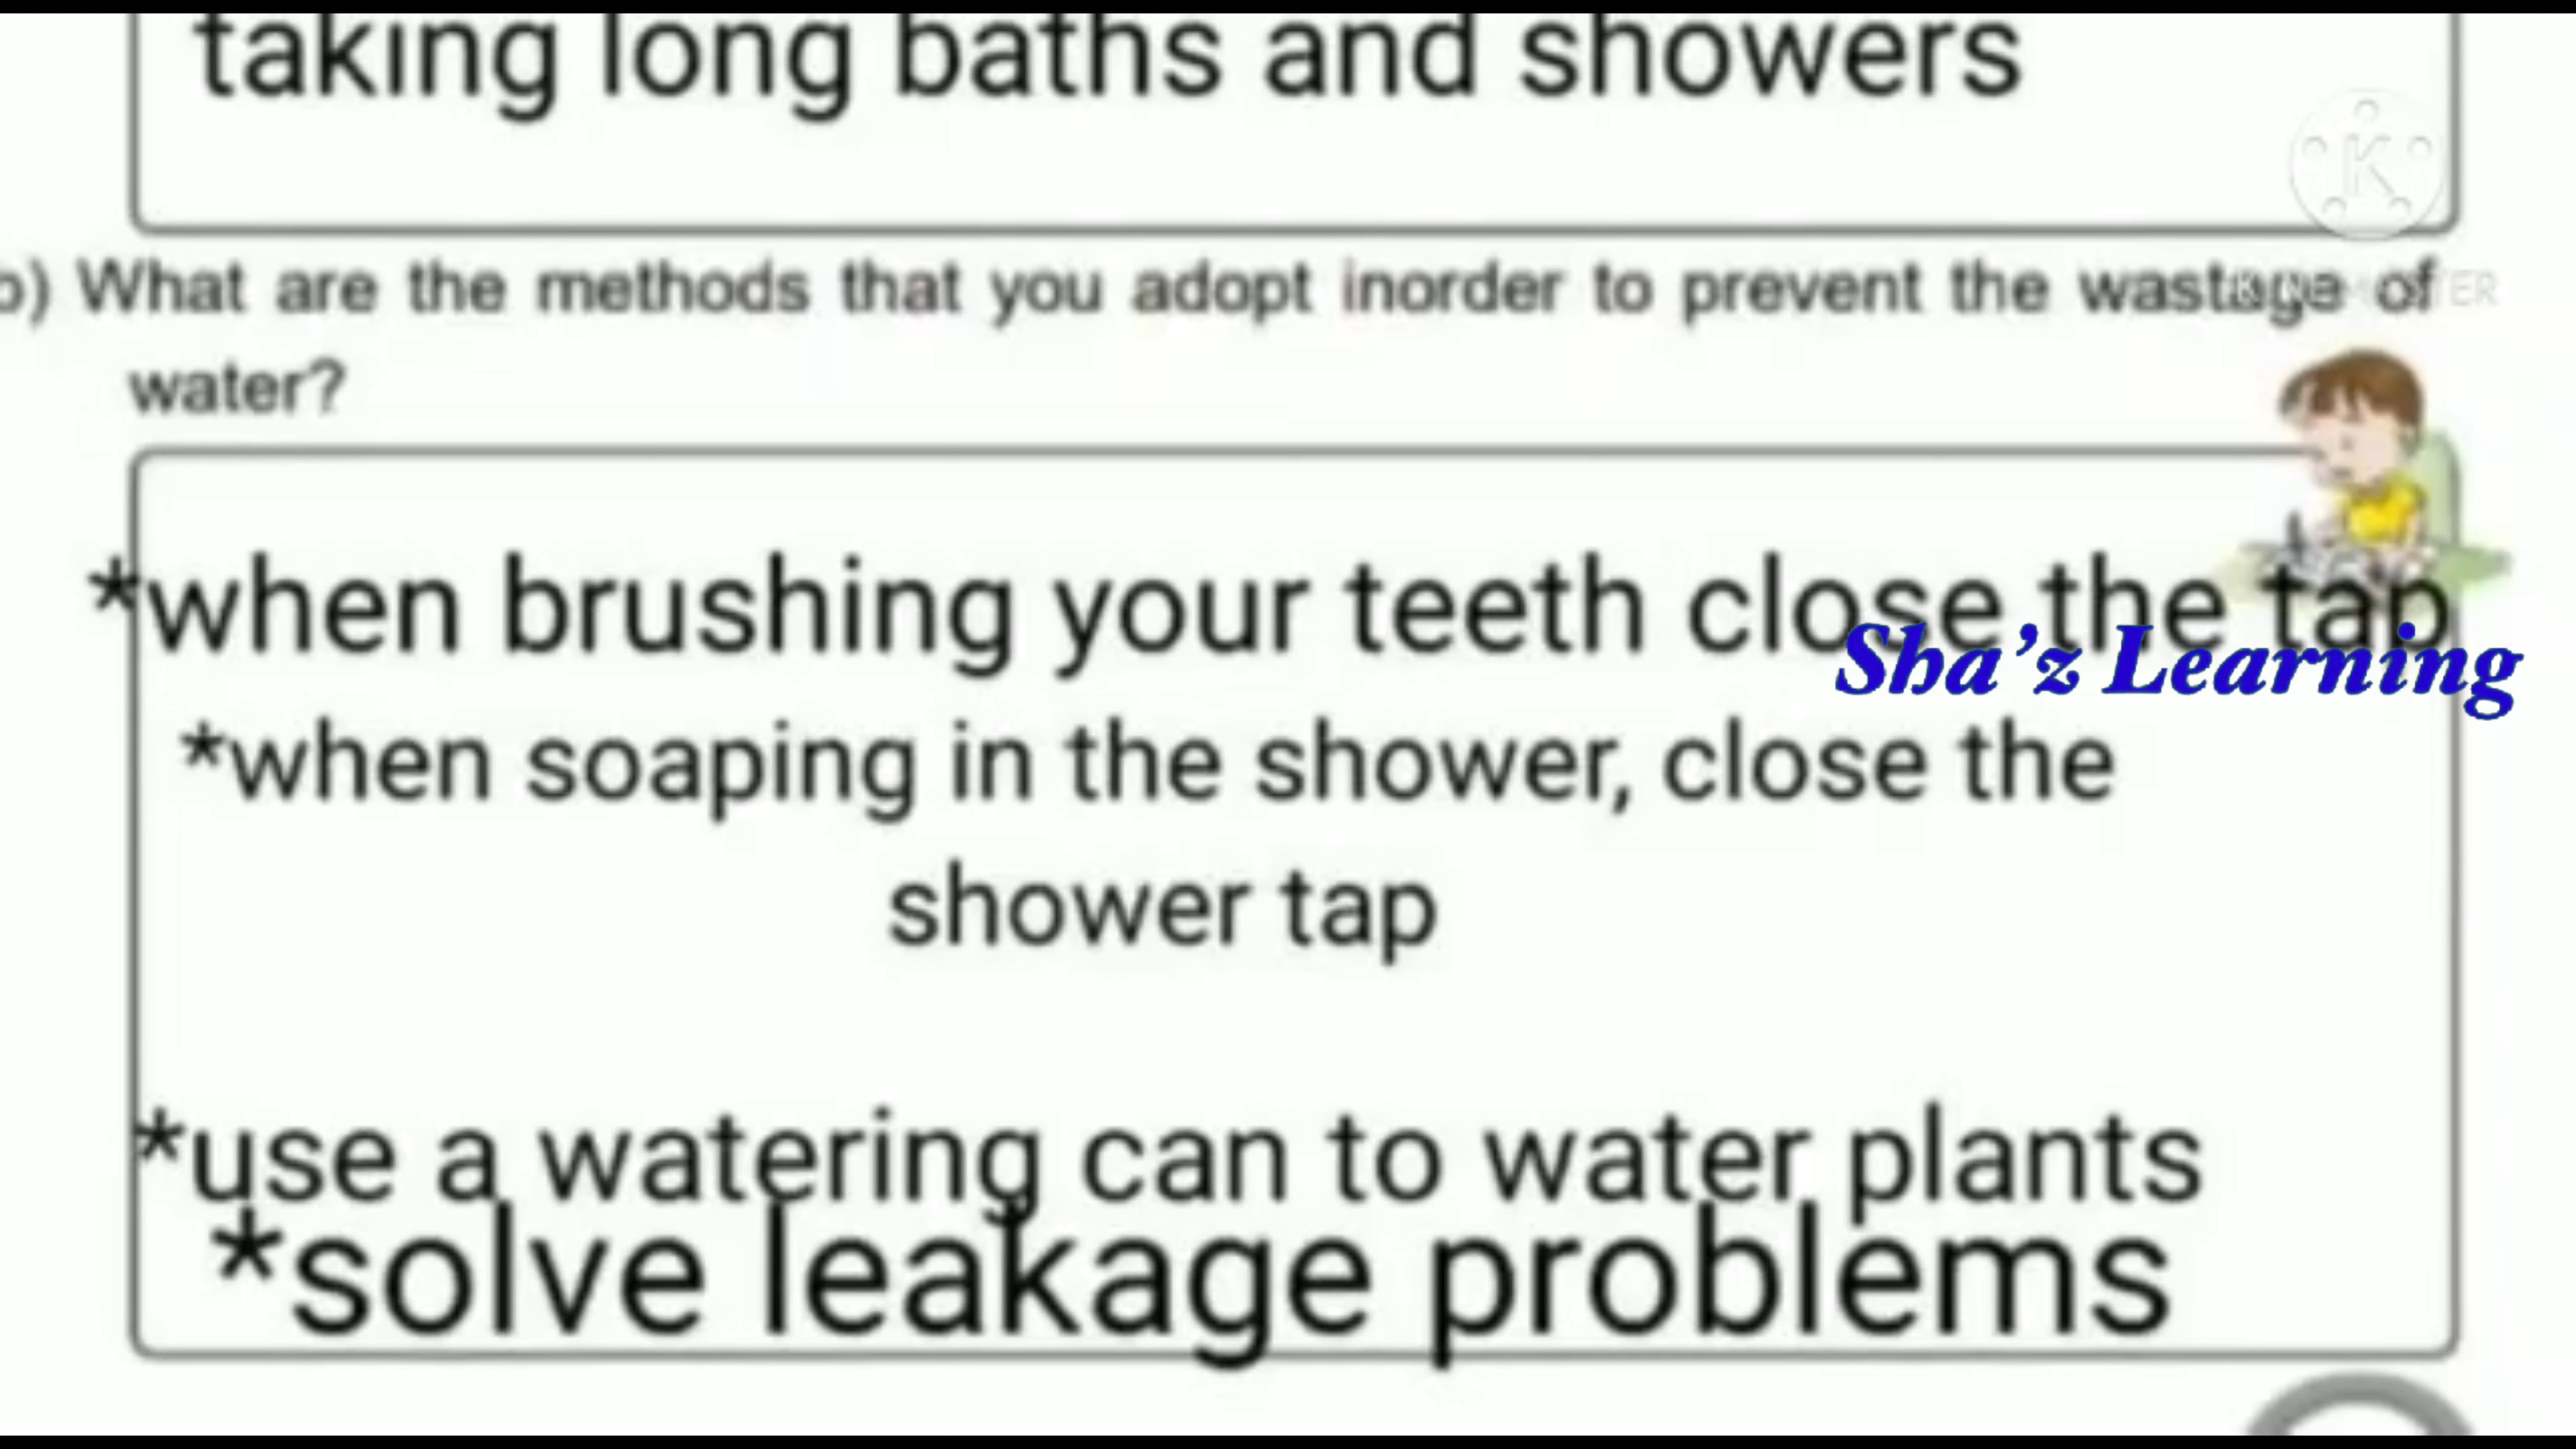 taking long baths and showers
b) What are the methods that you adopt inorder to prevent the wastage of
water?
*when brushing your teeth close the tap
Sha’z Learning
*when soaping in the shower, close the
shower tap
*use a watering can to water plants
*solve leakage problems